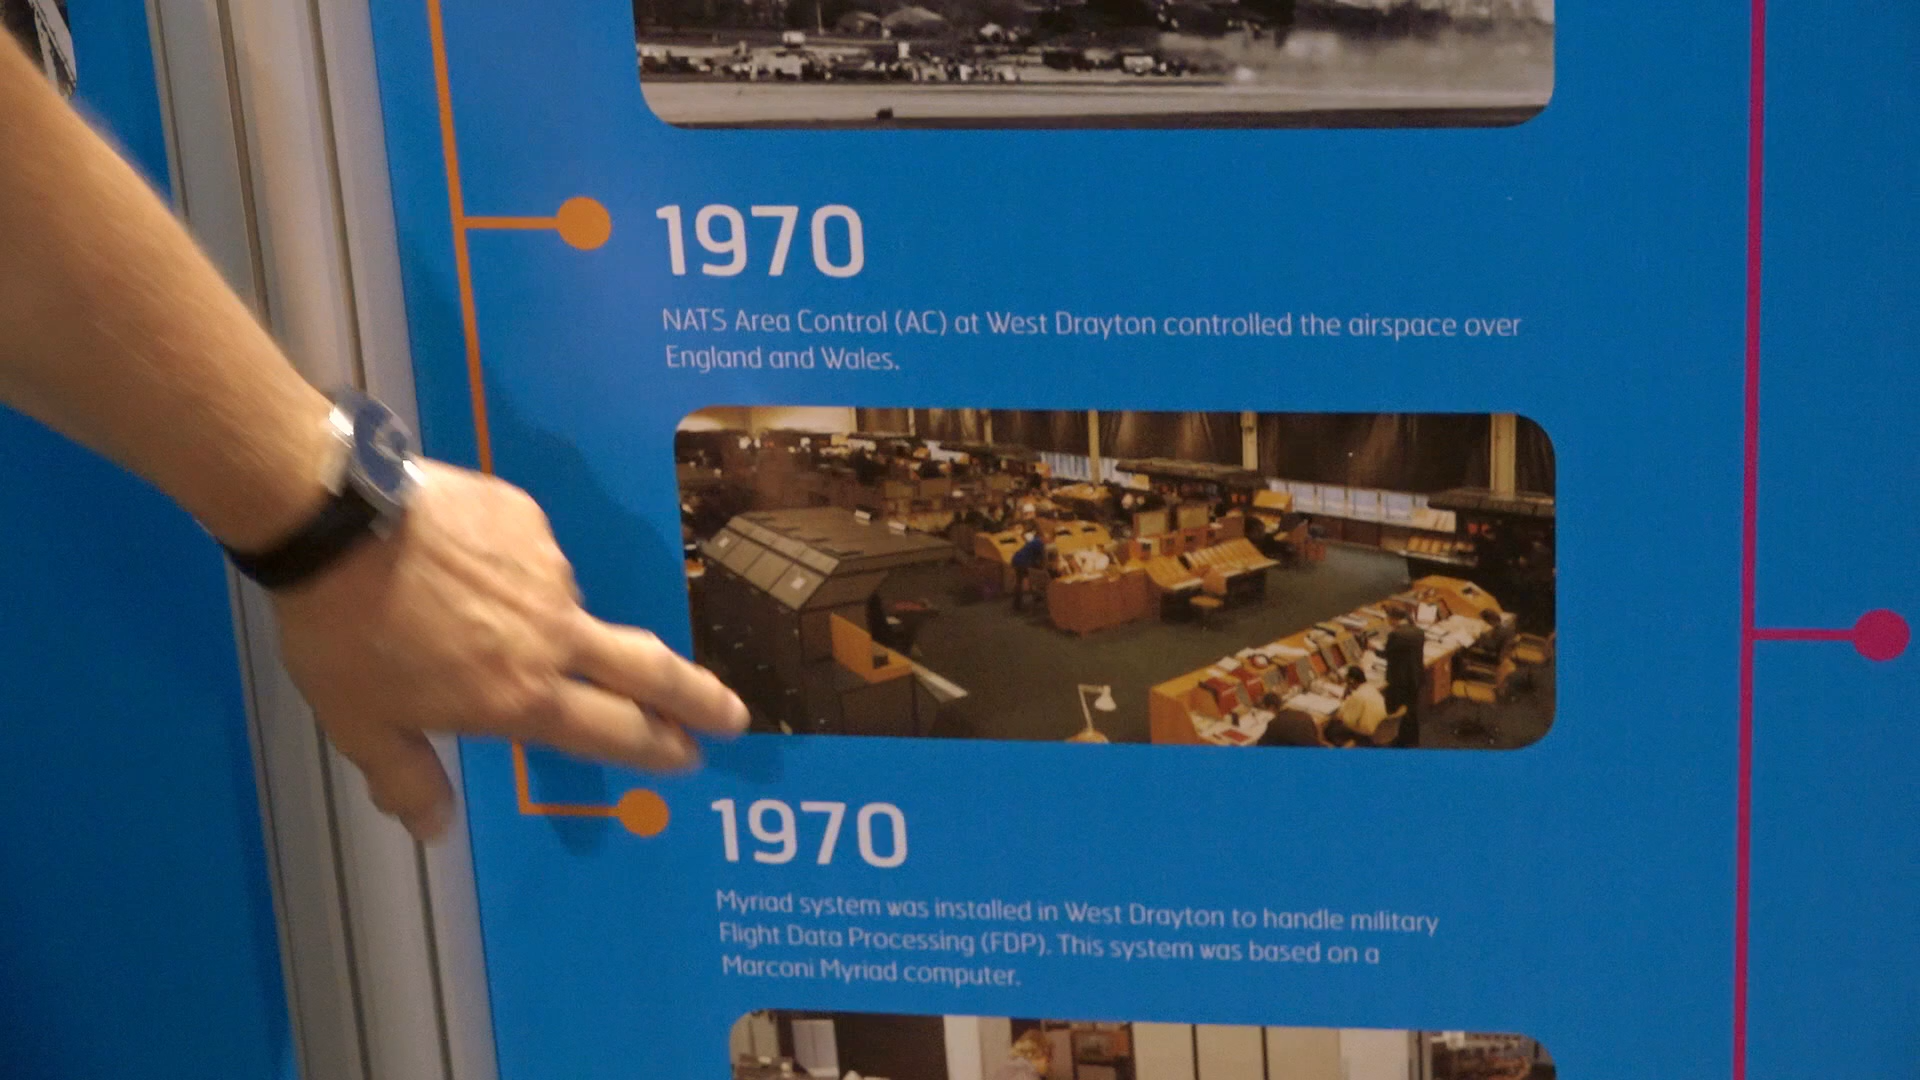 1970
NATS Area Control (AC) at West Drayton controlled the airspace over
England and Wales.
1970
Myriad system was installed in West Drayton to handle military
Flight Data Processing (FDP). This system was based on a
Marconi Myriad computer.